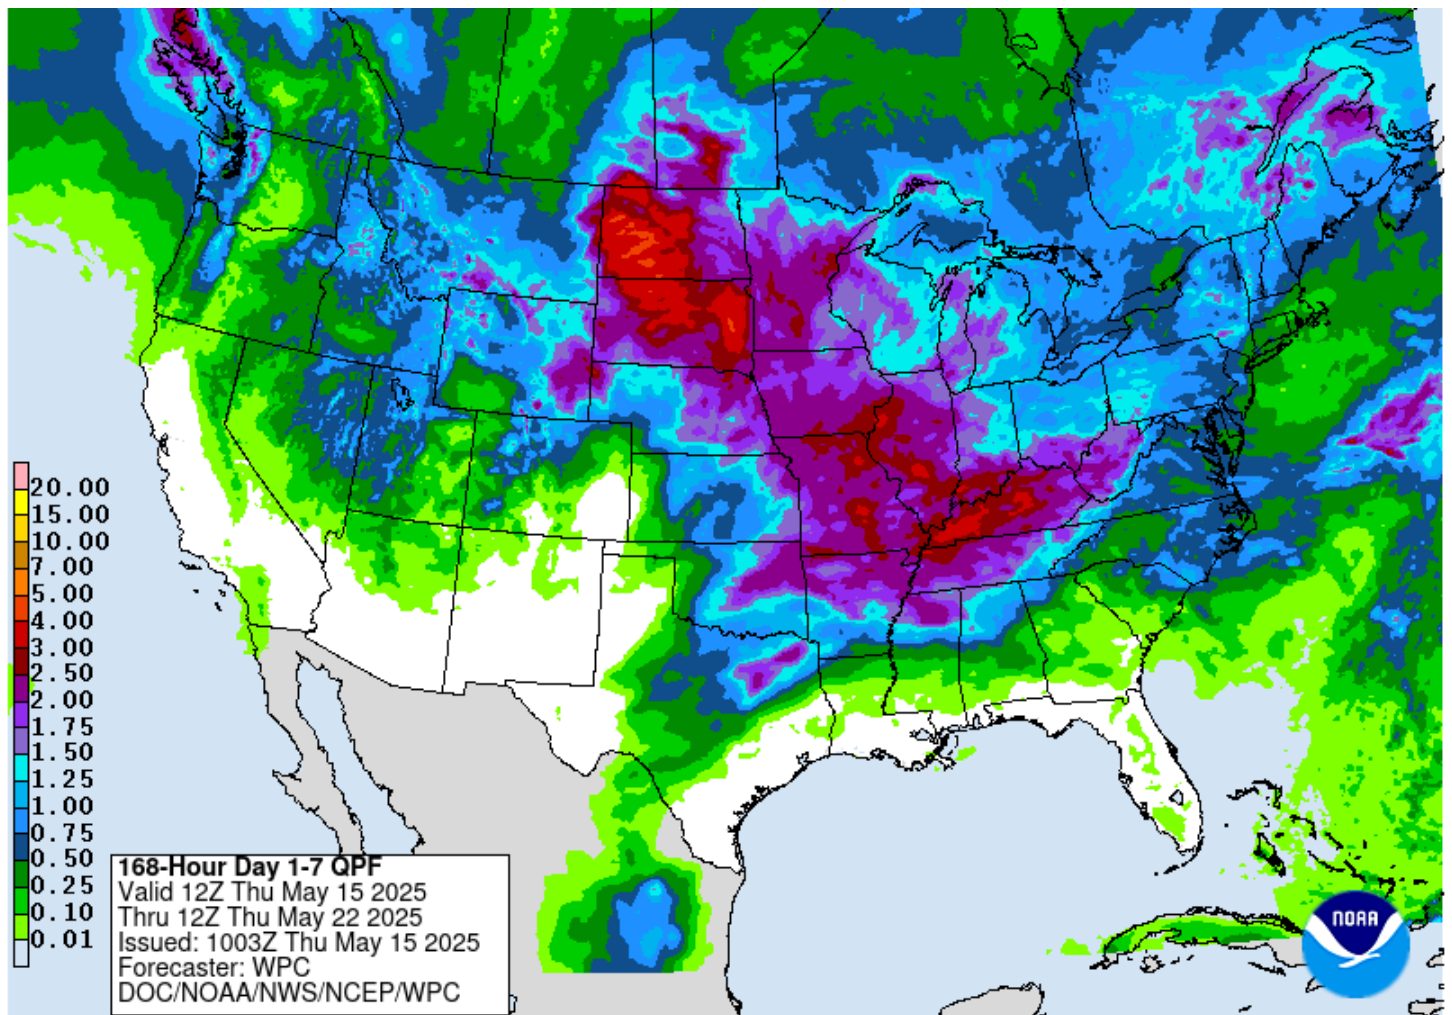 20.00
15.00
10.00
7.00
5.00
4.00
3.00
2.50
2.00
1.75
1.50
1.25
1.00
0.75
0.50
0.25
0.10
0.01
168-Hour Day 1-7 QPF
Valid 12Z Thu May 15 2025
Thru 12Z Thu May 22 2025
Issued: 1003Z Thu May 15 2025
Forecaster: WPC
DOC/NOAA/NWS/NCEP/WPC
NOAA